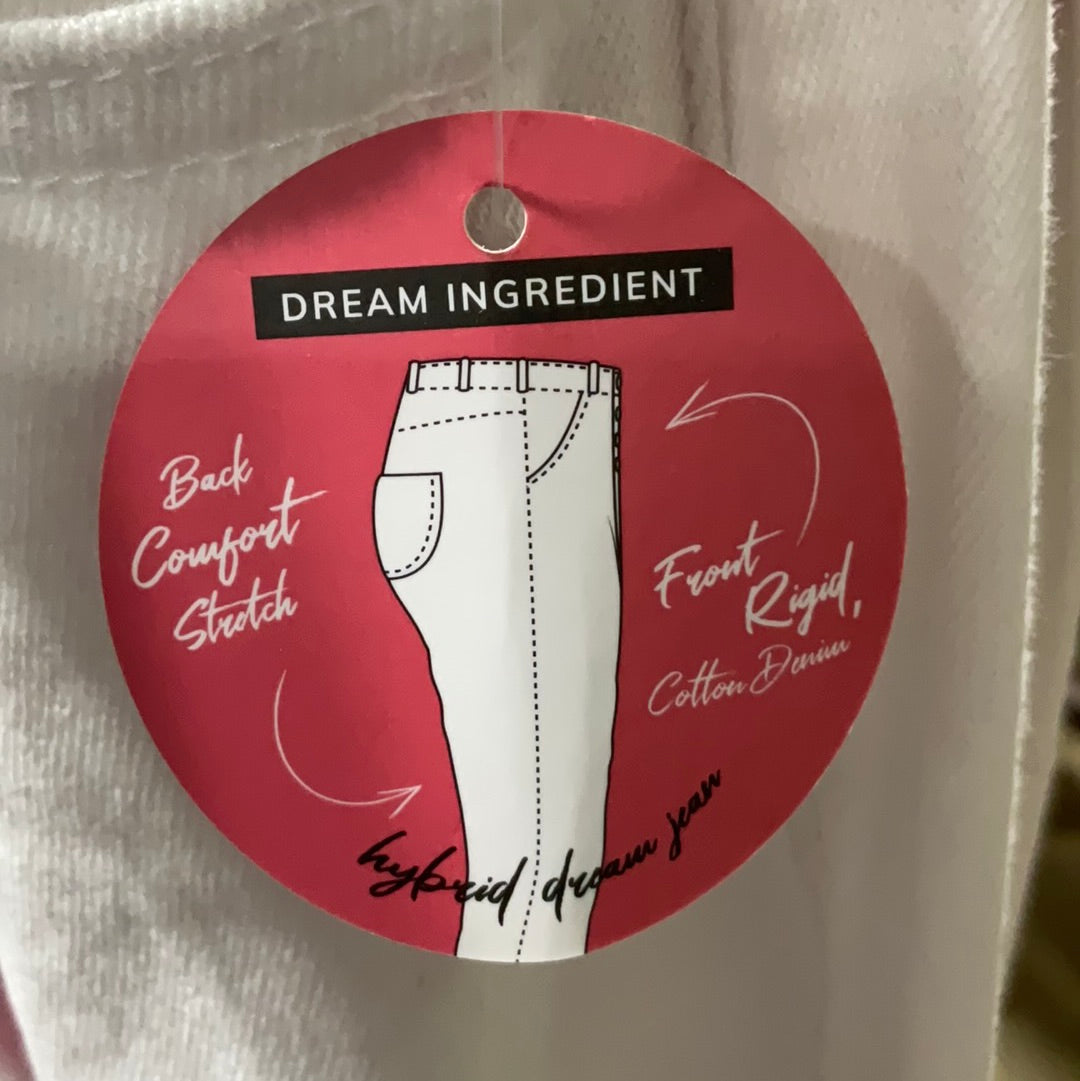 DREAM INGREDIENT
Back
Comfort
Stretch
Front
Rigid,
Cotton Denim
hybrid dream jean